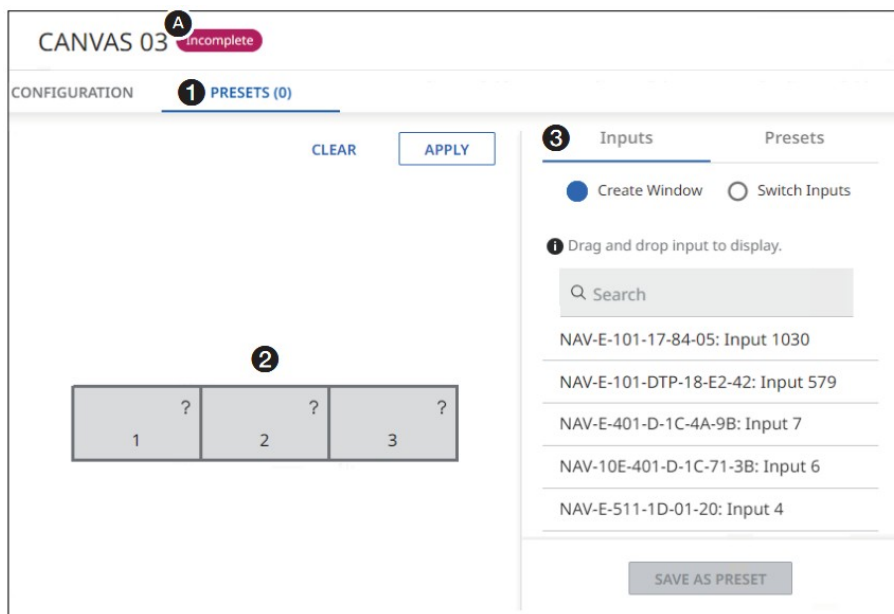 A
CANVAS 03 Incomplete
CONFIGURATION 1 PRESETS (0)
CLEAR APPLY
2
? ? ?
1 2 3
3 Inputs Presets
Create Window Switch Inputs
i Drag and drop input to display.
Search
NAV-E-101-17-84-05: Input 1030
NAV-E-101-DTP-18-E2-42: Input 579
NAV-E-401-D-1C-4A-9B: Input 7
NAV-10E-401-D-1C-71-3B: Input 6
NAV-E-511-1D-01-20: Input 4
SAVE AS PRESET